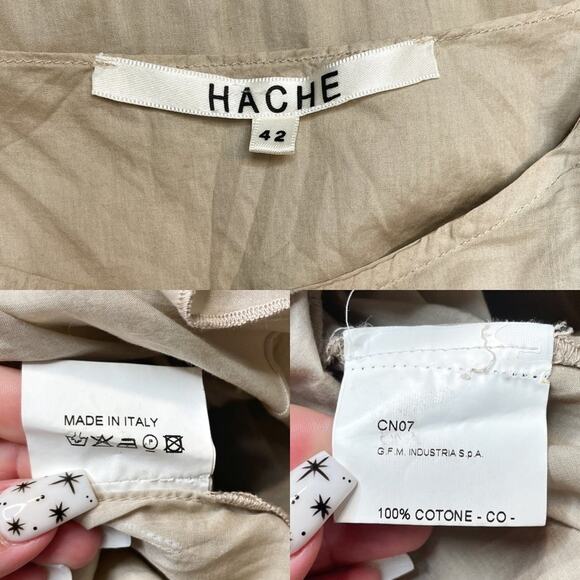 HACHE
42
MADE IN ITALY
CN07
G.F.M. INDUSTRIA S.p.A.
100% COTONE - CO -